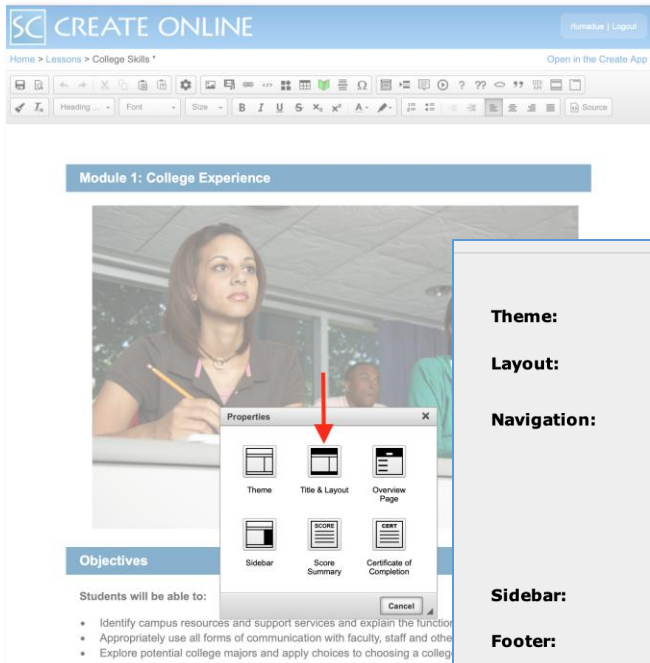 SC CREATE ONLINE
rlumadue | Logout
Home > Lessons > College Skills *
Open in the Create App
Heading ...
Font
Size
B I U S x₂ x² A
Source
Module 1: College Experience
Properties
Theme
Title & Layout
Overview
Page
SCORE
CERT
Sidebar
Score
Summary
Certificate of
Completion
Cancel
Objectives
Students will be able to:
• Identify campus resources and support services and explain the function
• Appropriately use all forms of communication with faculty, staff and othe
• Explore potential college majors and apply choices to choosing a colleg
Theme:
Layout:
Navigation:
Sidebar:
Footer: